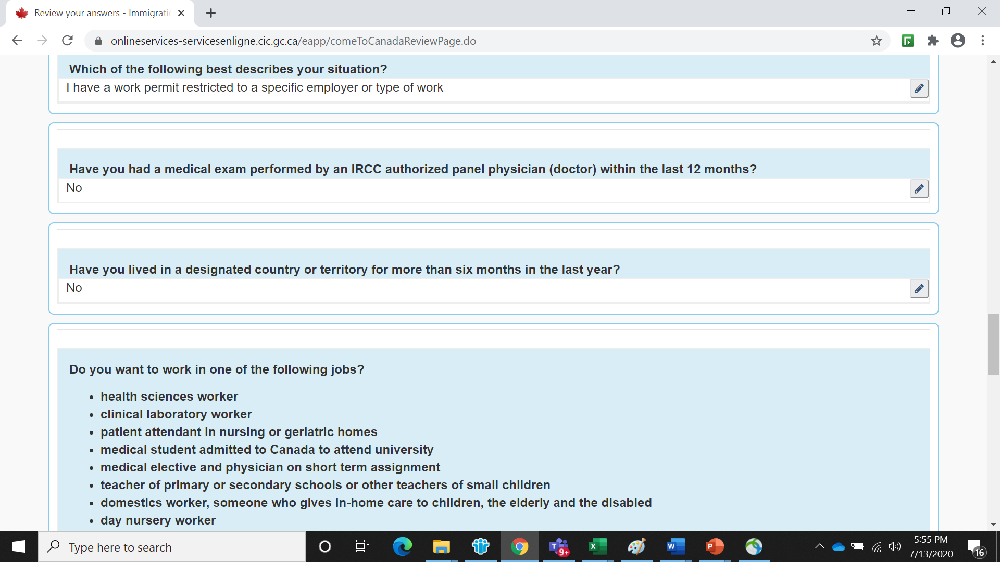 Review your answers - Immigrati
onlineservices-servicesenligne.cic.gc.ca/eapp/comeToCanadaReviewPage.do
Which of the following best describes your situation?
I have a work permit restricted to a specific employer or type of work
Have you had a medical exam performed by an IRCC authorized panel physician (doctor) within the last 12 months?
No
Have you lived in a designated country or territory for more than six months in the last year?
No
Do you want to work in one of the following jobs?
• health sciences worker
• clinical laboratory worker
• patient attendant in nursing or geriatric homes
• medical student admitted to Canada to attend university
• medical elective and physician on short term assignment
• teacher of primary or secondary schools or other teachers of small children
• domestics worker, someone who gives in-home care to children, the elderly and the disabled
• day nursery worker
Type here to search
T
9+
X
W
P
5:55 PM
7/13/2020
16